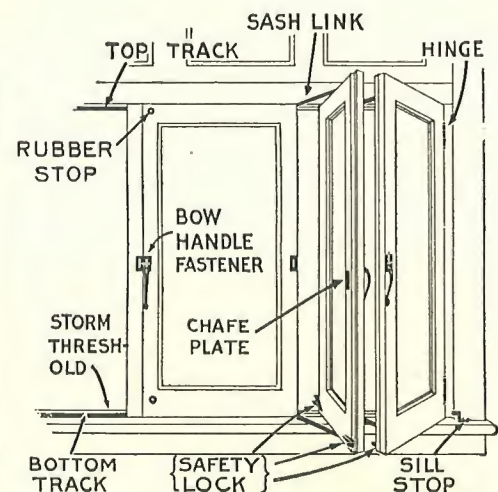 SASH LINK
TOP TRACK
HINGE
RUBBER
STOP
BOW
HANDLE
FASTENER
STORM
THRESH-
OLD
CHAFE
PLATE
BOTTOM
TRACK
{SAFETY}
{LOCK}
SILL
STOP